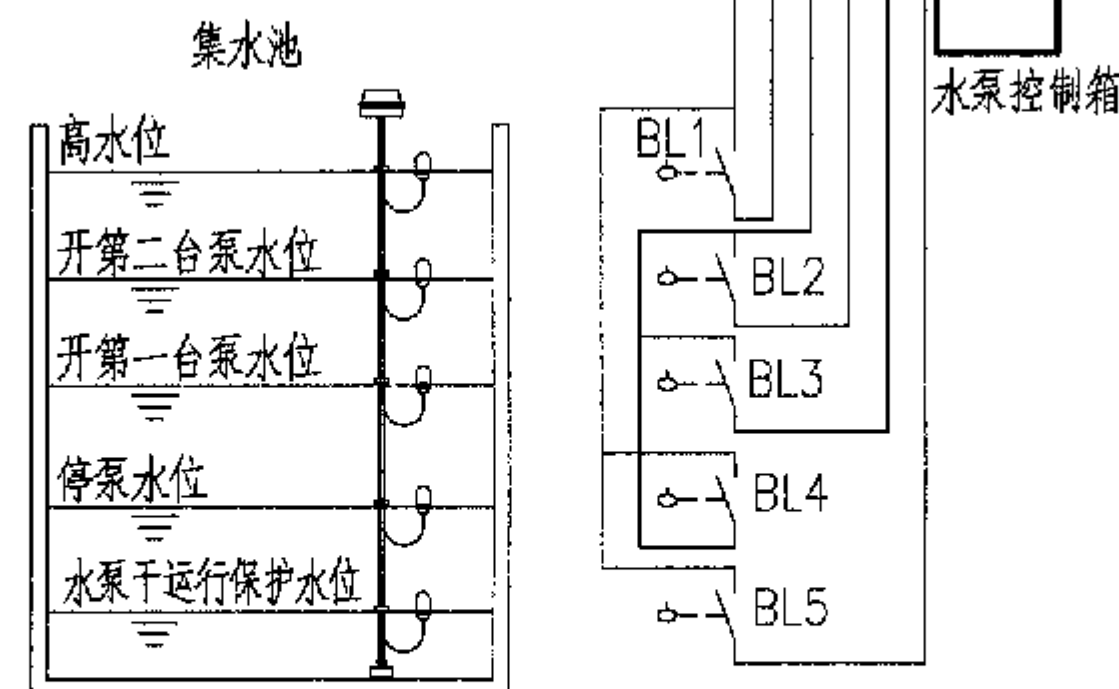 集水池
水泵控制箱
高水位
BL1
开第二台泵水位
BL2
开第一台泵水位
BL3
停泵水位
BL4
水泵干运行保护水位
BL5